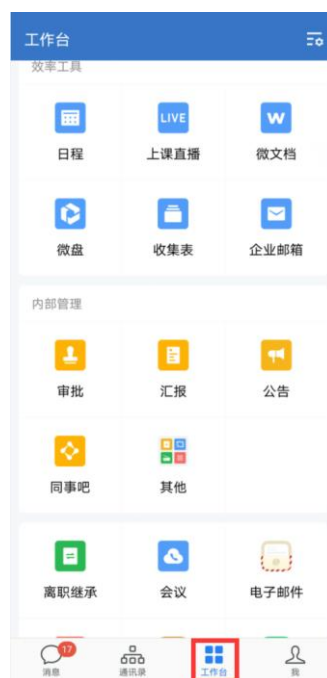 工作台
效率工具
LIVE
W
日程 上课直播 微文档
微盘 收集表 企业邮箱
内部管理
审批 汇报 公告
同事吧 其他
离职继承 会议 电子邮件
17
消息 通讯录 工作台 我